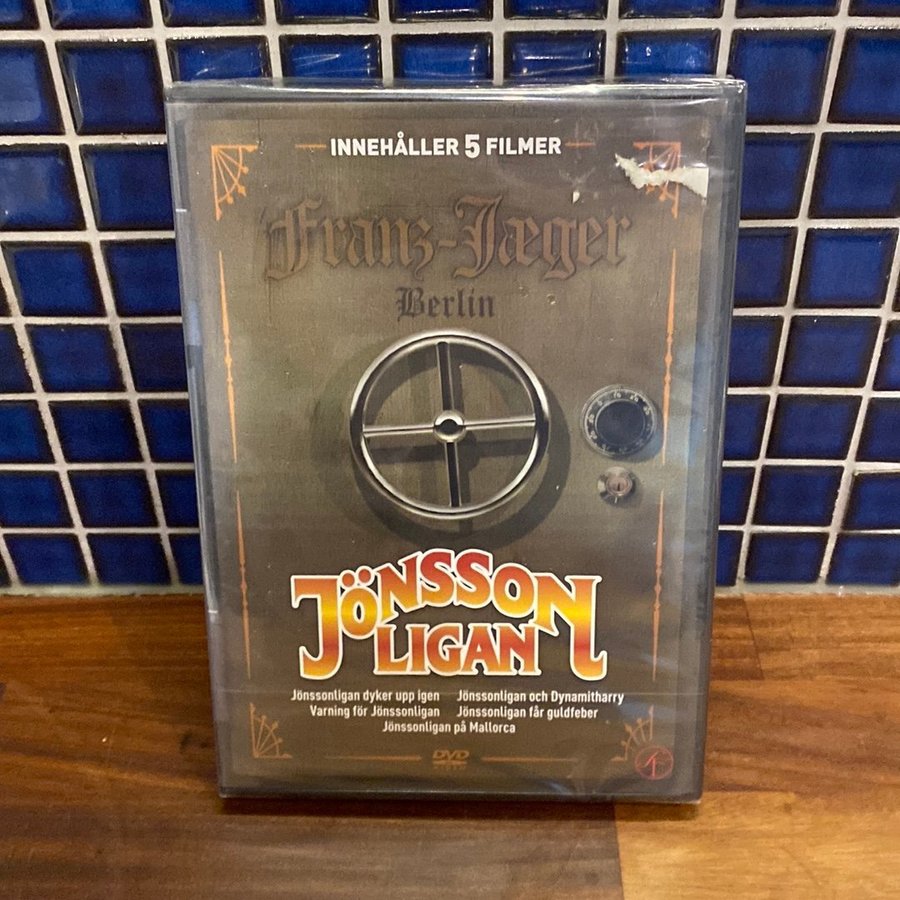 INNEHÅLLER 5 FILMER
Franz-Jæger
Berlin
JÖNSSON
LIGAN
Jönssonligan dyker upp igen Jönssonligan och Dynamitharry
Varning för Jönssonligan Jönssonligan får guldfeber
Jönssonligan på Mallorca
DVD